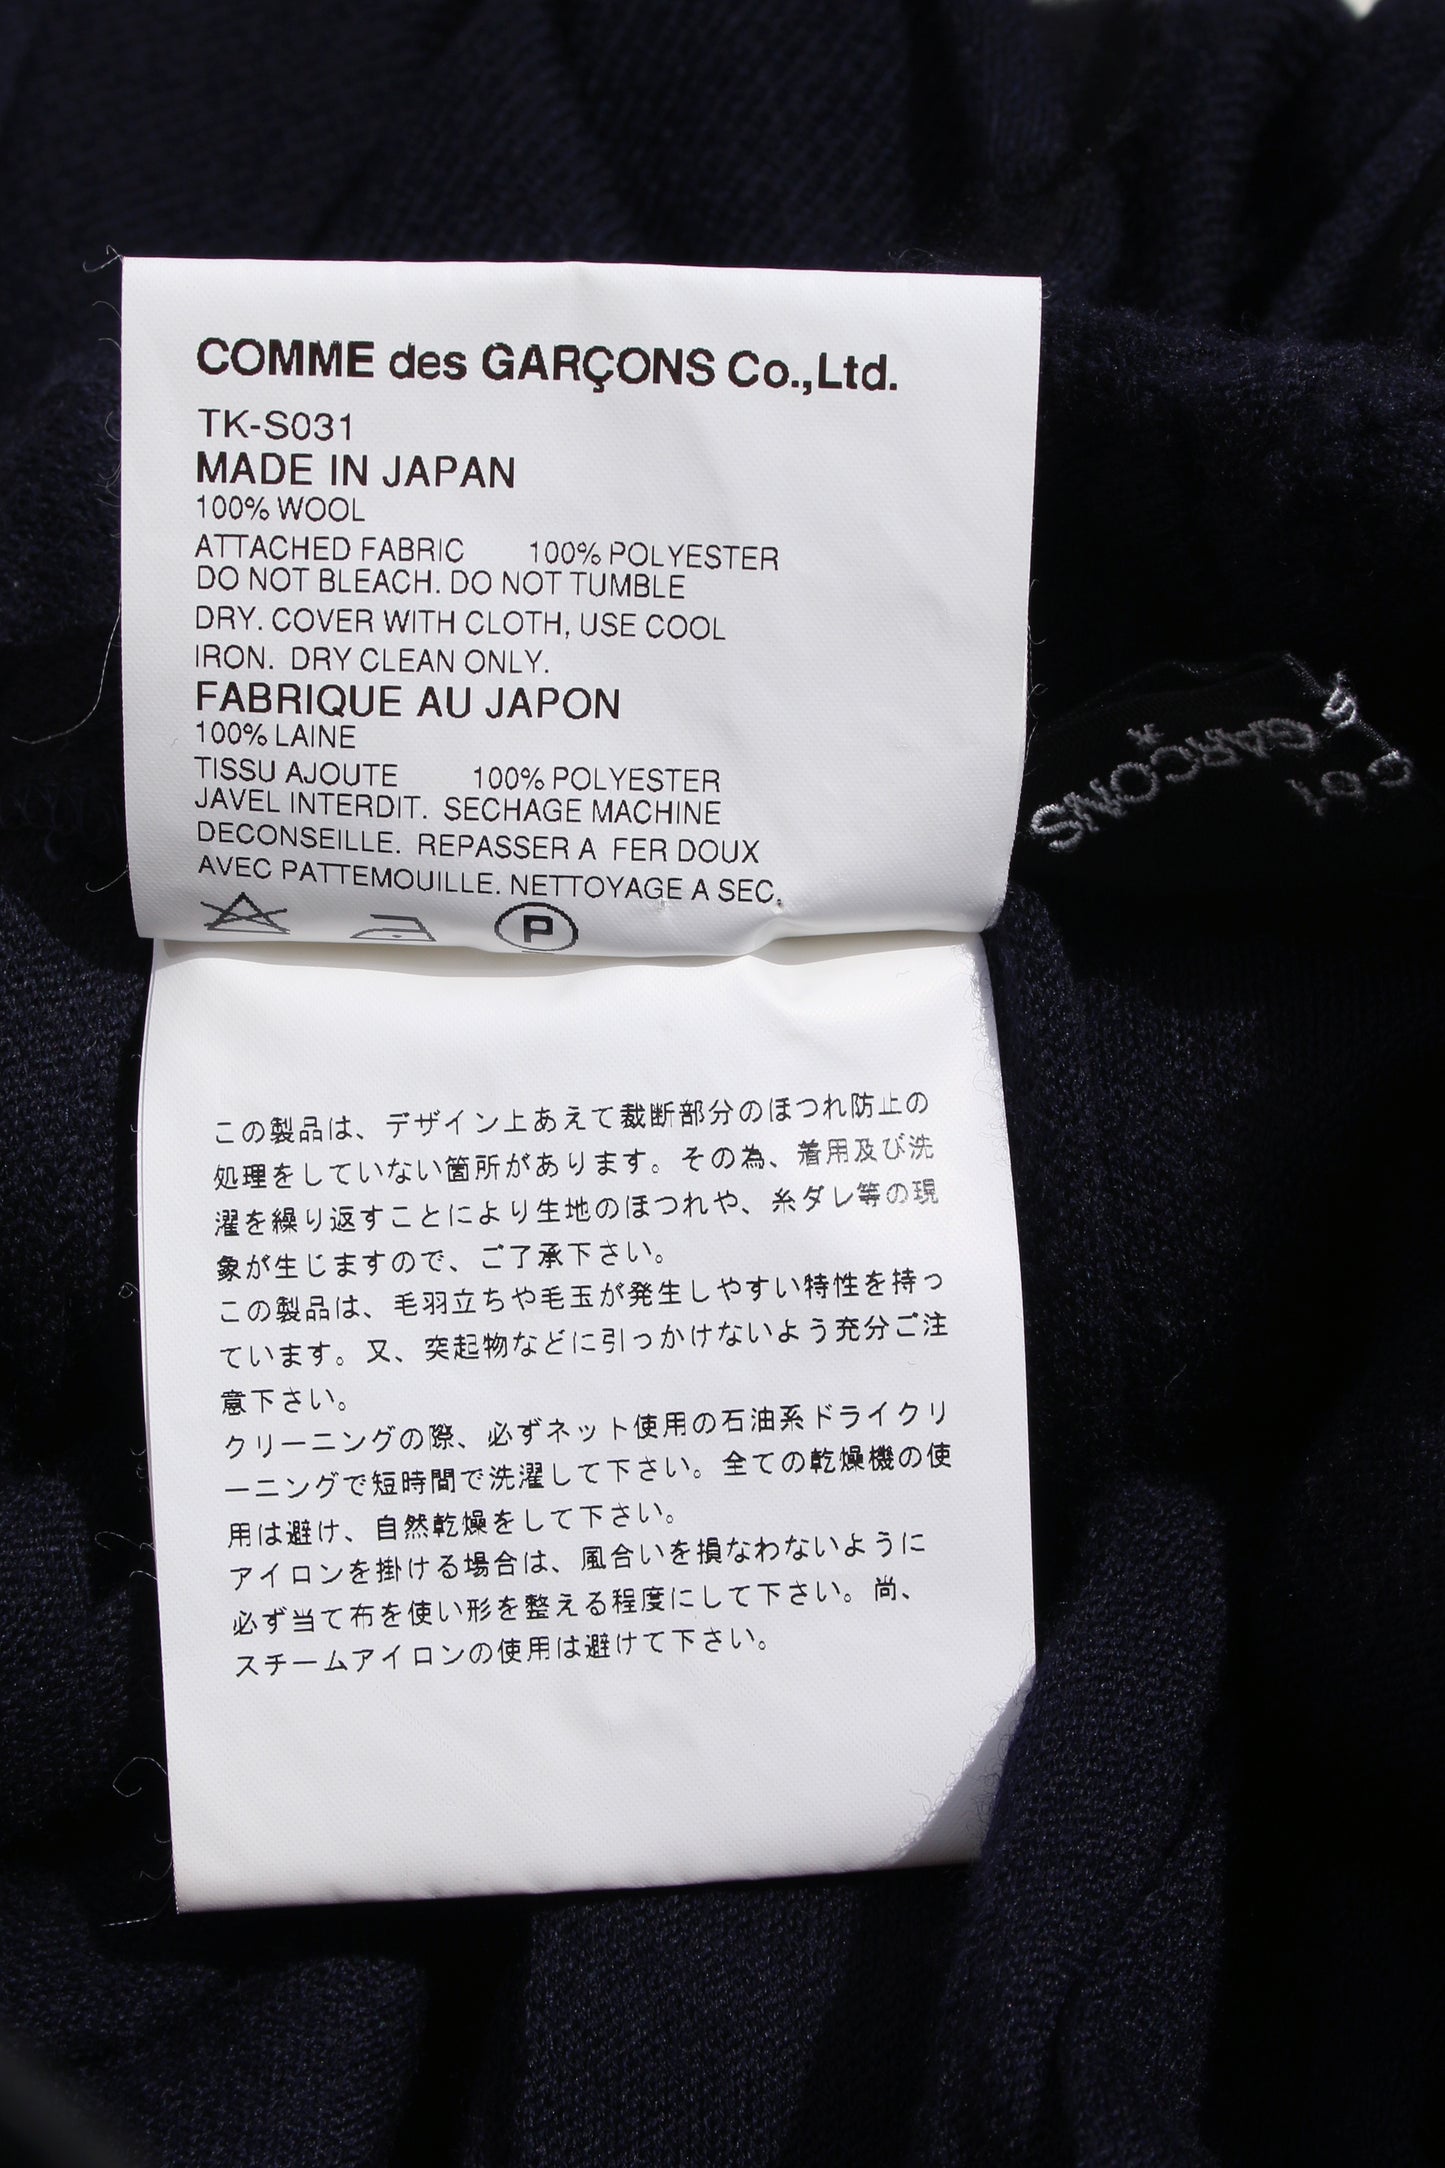 COMME des GARÇONS Co.,Ltd.
TK-S031
MADE IN JAPAN
100% WOOL
ATTACHED FABRIC 100% POLYESTER
DO NOT BLEACH. DO NOT TUMBLE
DRY. COVER WITH CLOTH, USE COOL
IRON. DRY CLEAN ONLY.
FABRIQUE AU JAPON
100% LAINE
TISSU AJOUTE 100% POLYESTER
JAVEL INTERDIT. SECHAGE MACHINE
DECONSEILLE. REPASSER A FER DOUX
AVEC PATTEMOUILLE. NETTOYAGE A SEC.
P
GARÇONS
この製品は、デザイン上あえて裁断部分のほつれ防止の
処理をしていない箇所があります。その為、着用及び洗
濯を繰り返すことにより生地のほつれや、糸ダレ等の現
象が生じますので、ご了承下さい。
この製品は、毛羽立ちや毛玉が発生しやすい特性を持っ
ています。又、突起物などに引っかけないよう充分ご注
意下さい。
クリーニングの際、必ずネット使用の石油系ドライクリ
ーニングで短時間で洗濯して下さい。全ての乾燥機の使
用は避け、自然乾燥をして下さい。
アイロンを掛ける場合は、風合いを損なわないように
必ず当て布を使い形を整える程度にして下さい。尚、
スチームアイロンの使用は避けて下さい。